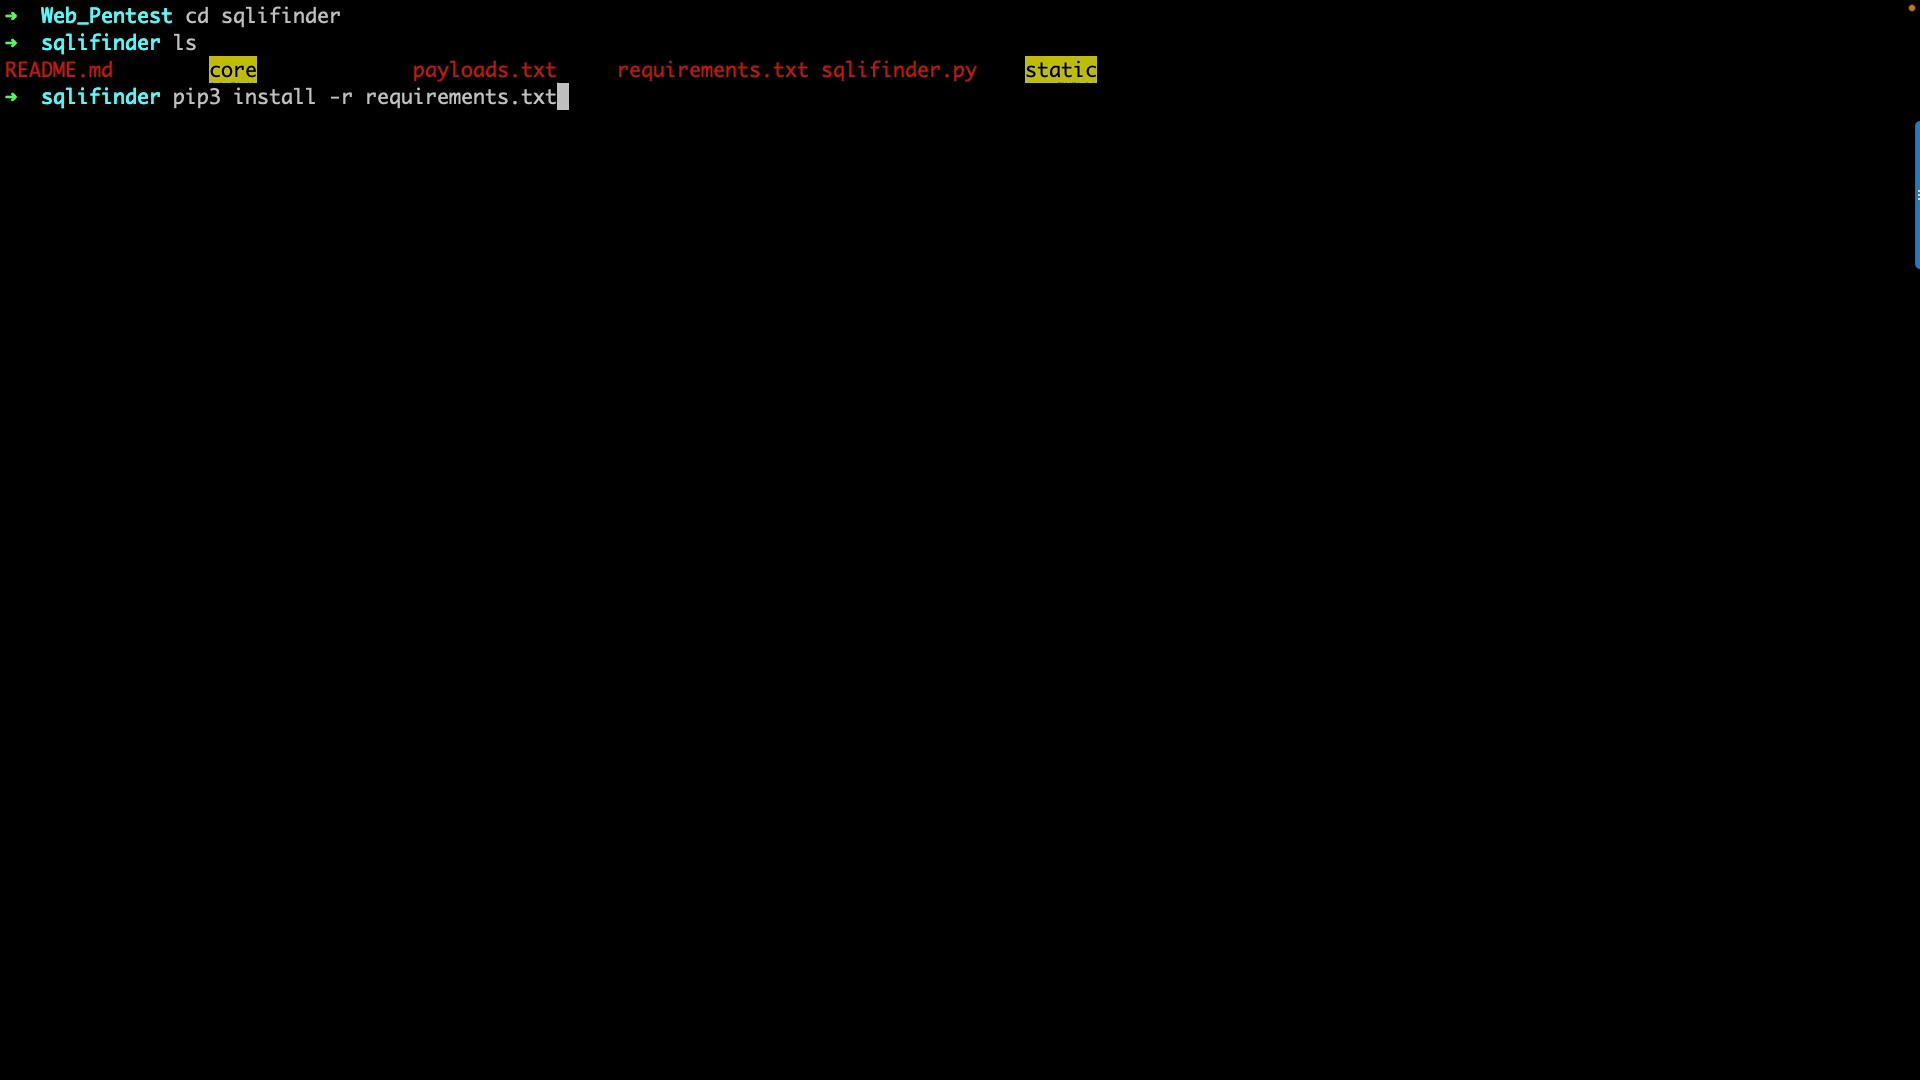 ➜  Web_Pentest cd sqlifinder
➜  sqlifinder ls
README.md core payloads.txt requirements.txt sqlifinder.py static
➜  sqlifinder pip3 install -r requirements.txt